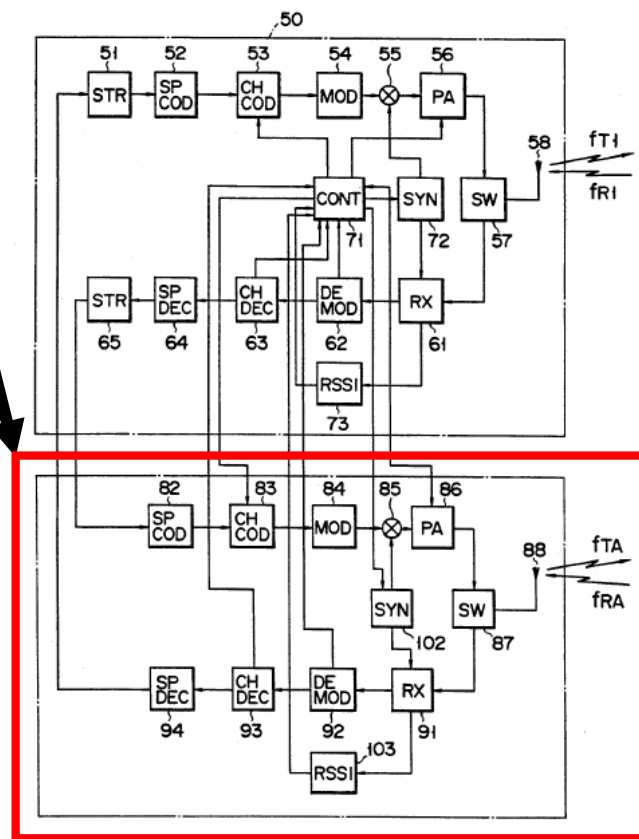 50
51 52 53 54 55 56
STR SP COD CH COD MOD PA
58
fT1
fR1
CONT SYN SW
71 72 57
STR SP DEC CH DEC DE MOD RX
65 64 63 62 61
RSSI
73
82 83 84 85 86
SP COD CH COD MOD PA
88
fTA
fRA
SYN SW
102 87
SP DEC CH DEC DE MOD RX
94 93 92 91
103
RSSI